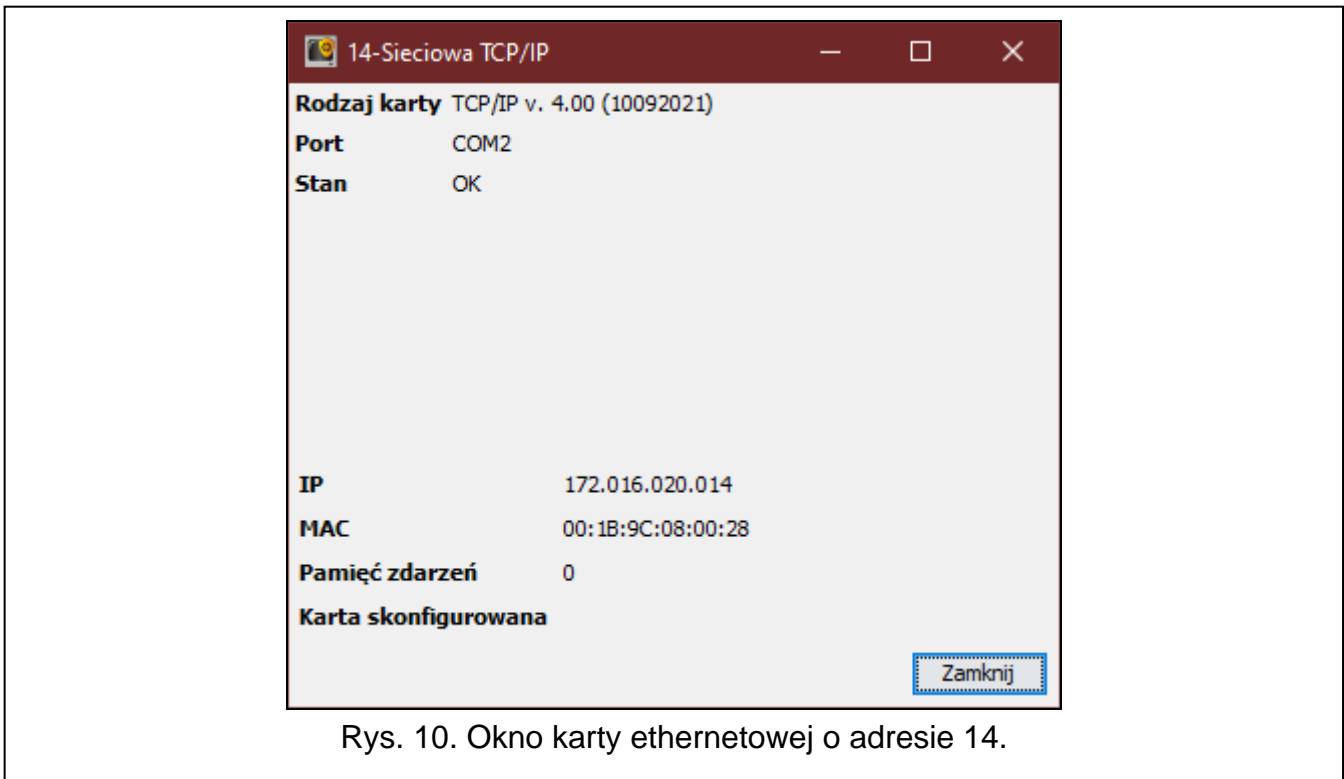 14-Sieciowa TCP/IP
Rodzaj karty TCP/IP v. 4.00 (10092021)
Port COM2
Stan OK
IP 172.016.020.014
MAC 00:1B:9C:08:00:28
Pamięć zdarzeń 0
Karta skonfigurowana
Zamknij
Rys. 10. Okno karty ethernetowej o adresie 14.